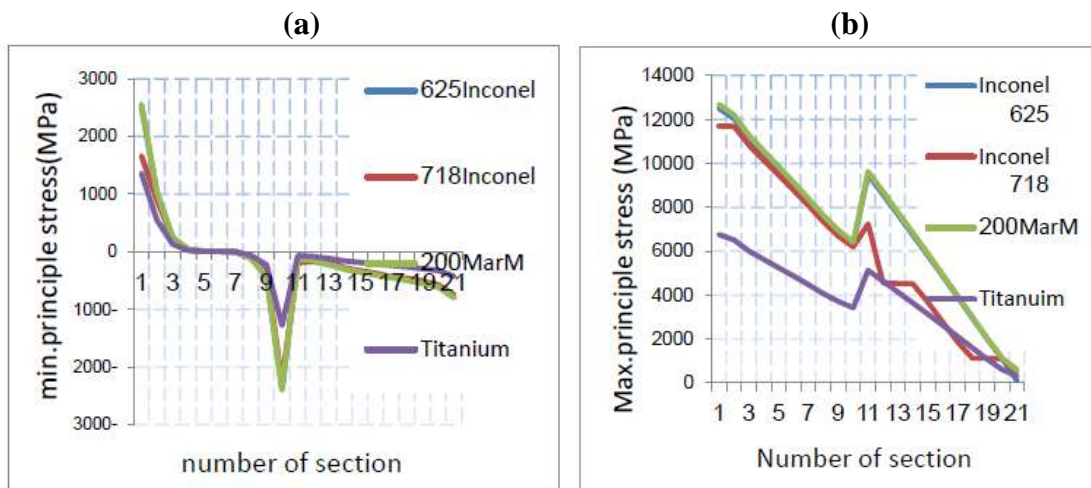 (a)
(b)
min.principle stress(MPa)
3000
2000
1000
0
1000-
2000-
3000-
1 3 5 7 9 11 13 15 17 19 21
number of section
625Inconel
718Inconel
200MarM
Titanium
Max.principle stress (MPa)
14000
12000
10000
8000
6000
4000
2000
0
1 3 5 7 9 11 13 15 17 19 21
Number of section
Inconel
625
Inconel
718
200MarM
Titanuim